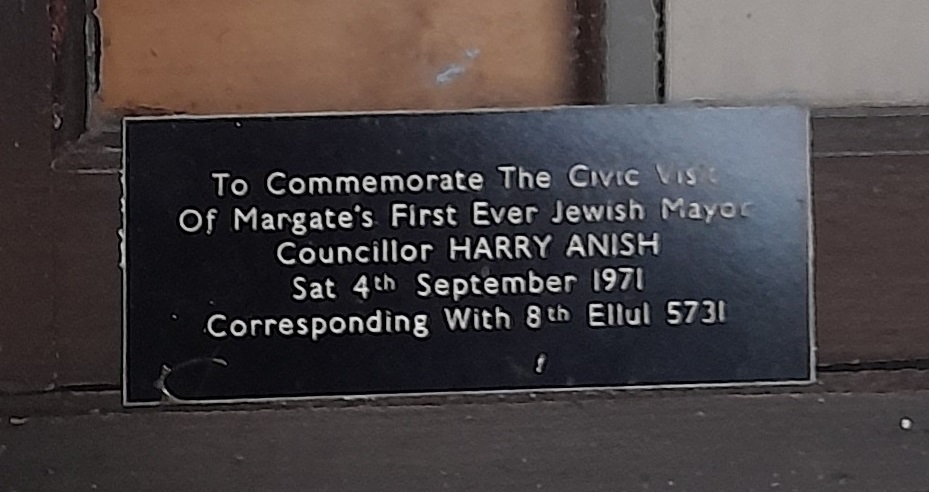 To Commemorate The Civic Visit
Of Margate's First Ever Jewish Mayor
Councillor HARRY ANISH
Sat 4th September 1971
Corresponding With 8th Ellul 5731